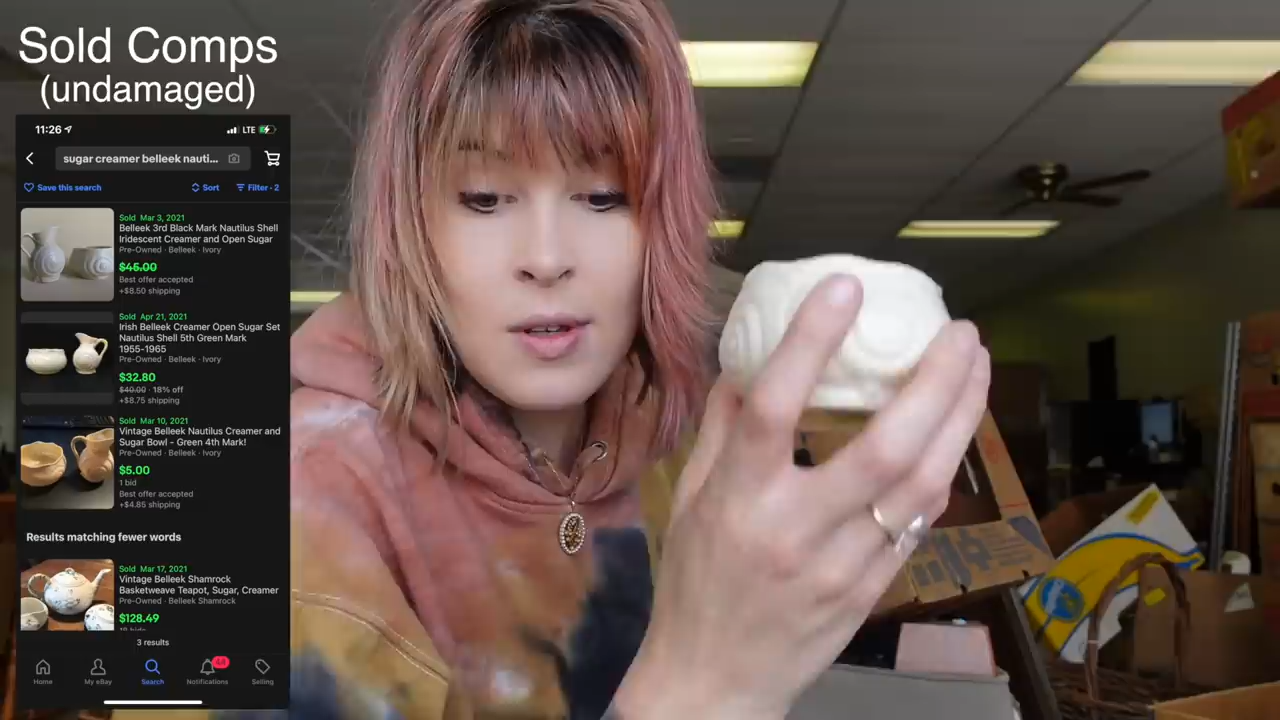 Sold Comps
(undamaged)
11:26
LTE
sugar creamer belleek nauti...
Save this search
Sort
Filter · 2
Sold Mar 3, 2021
Belleek 3rd Black Mark Nautilus Shell
Iridescent Creamer and Open Sugar
Pre-Owned · Belleek · Ivory
$45.00
Best offer accepted
+$8.50 shipping
Sold Apr 21, 2021
Irish Belleek Creamer Open Sugar Set
Nautilus Shell 5th Green Mark
1955-1965
Pre-Owned · Belleek · Ivory
$32.80
$40.00 · 18% off
+$8.75 shipping
Sold Mar 10, 2021
Vintage Belleek Nautilus Creamer and
Sugar Bowl - Green 4th Mark!
Pre-Owned · Belleek · Ivory
$5.00
1 bid
Best offer accepted
+$4.85 shipping
Results matching fewer words
Sold Mar 17, 2021
Vintage Belleek Shamrock
Basketweave Teapot, Sugar, Creamer
Pre-Owned · Belleek Shamrock
$128.49
3 results
Home
My eBay
Search
Notifications
Selling